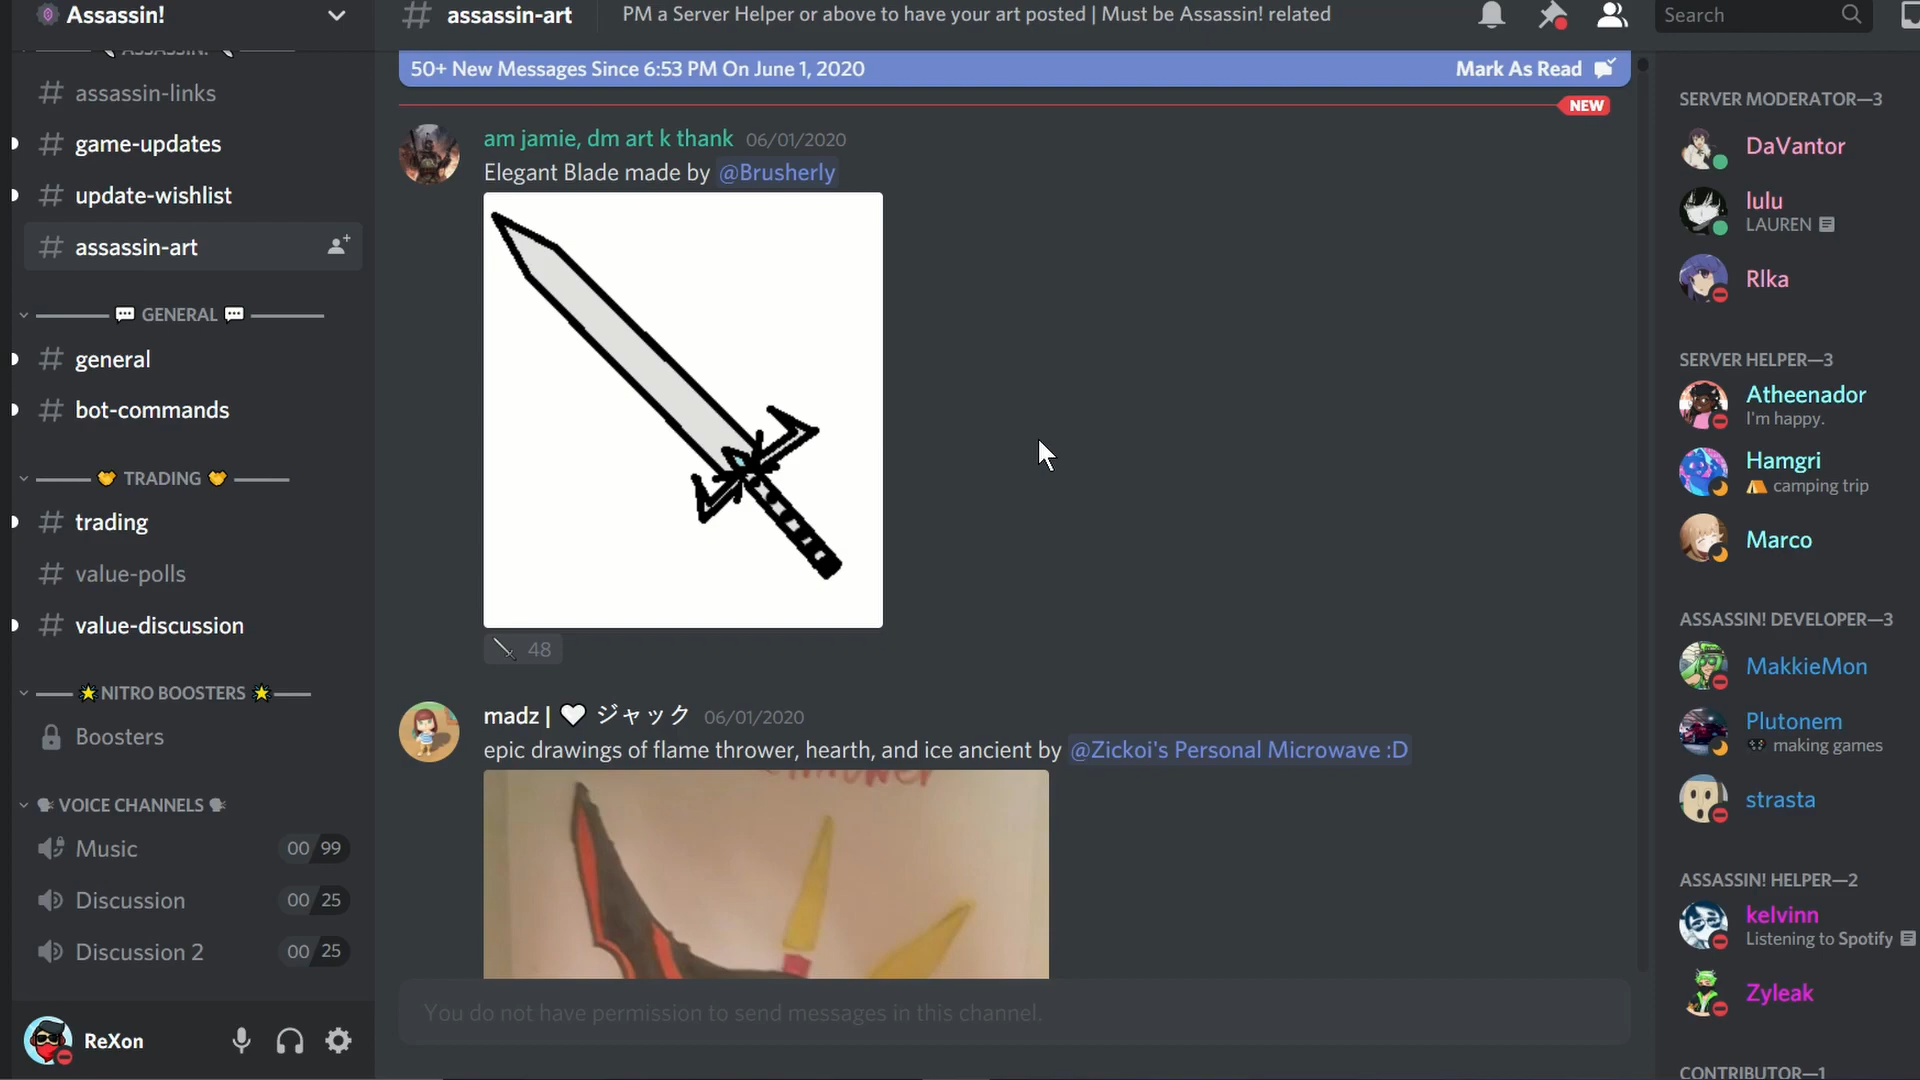 Assassin!
ASSASSIN!
# assassin-links
# game-updates
# update-wishlist
# assassin-art
GENERAL
# general
# bot-commands
TRADING
# trading
# value-polls
# value-discussion
NITRO BOOSTERS
Boosters
VOICE CHANNELS
Music 00 99
Discussion 00 25
Discussion 2 00 25
ReXon
# assassin-art PM a Server Helper or above to have your art posted | Must be Assassin! related
Search
50+ New Messages Since 6:53 PM On June 1, 2020 Mark As Read
NEW
am jamie, dm art k thank 06/01/2020
Elegant Blade made by @Brusherly
48
madz | 🤍 ジャック 06/01/2020
epic drawings of flame thrower, hearth, and ice ancient by @Zickoi's Personal Microwave :D
You do not have permission to send messages in this channel.
SERVER MODERATOR—3
DaVantor
lulu
LAUREN
Rlka
SERVER HELPER—3
Atheenador
I'm happy.
Hamgri
camping trip
Marco
ASSASSIN! DEVELOPER—3
MakkieMon
Plutonem
making games
strasta
ASSASSIN! HELPER—2
kelvinn
Listening to Spotify
Zyleak
CONTRIBUTOR—1